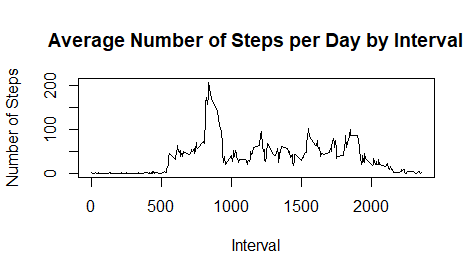 Average Number of Steps per Day by Interval
Number of Steps
200
100
0
0 500 1000 1500 2000
Interval